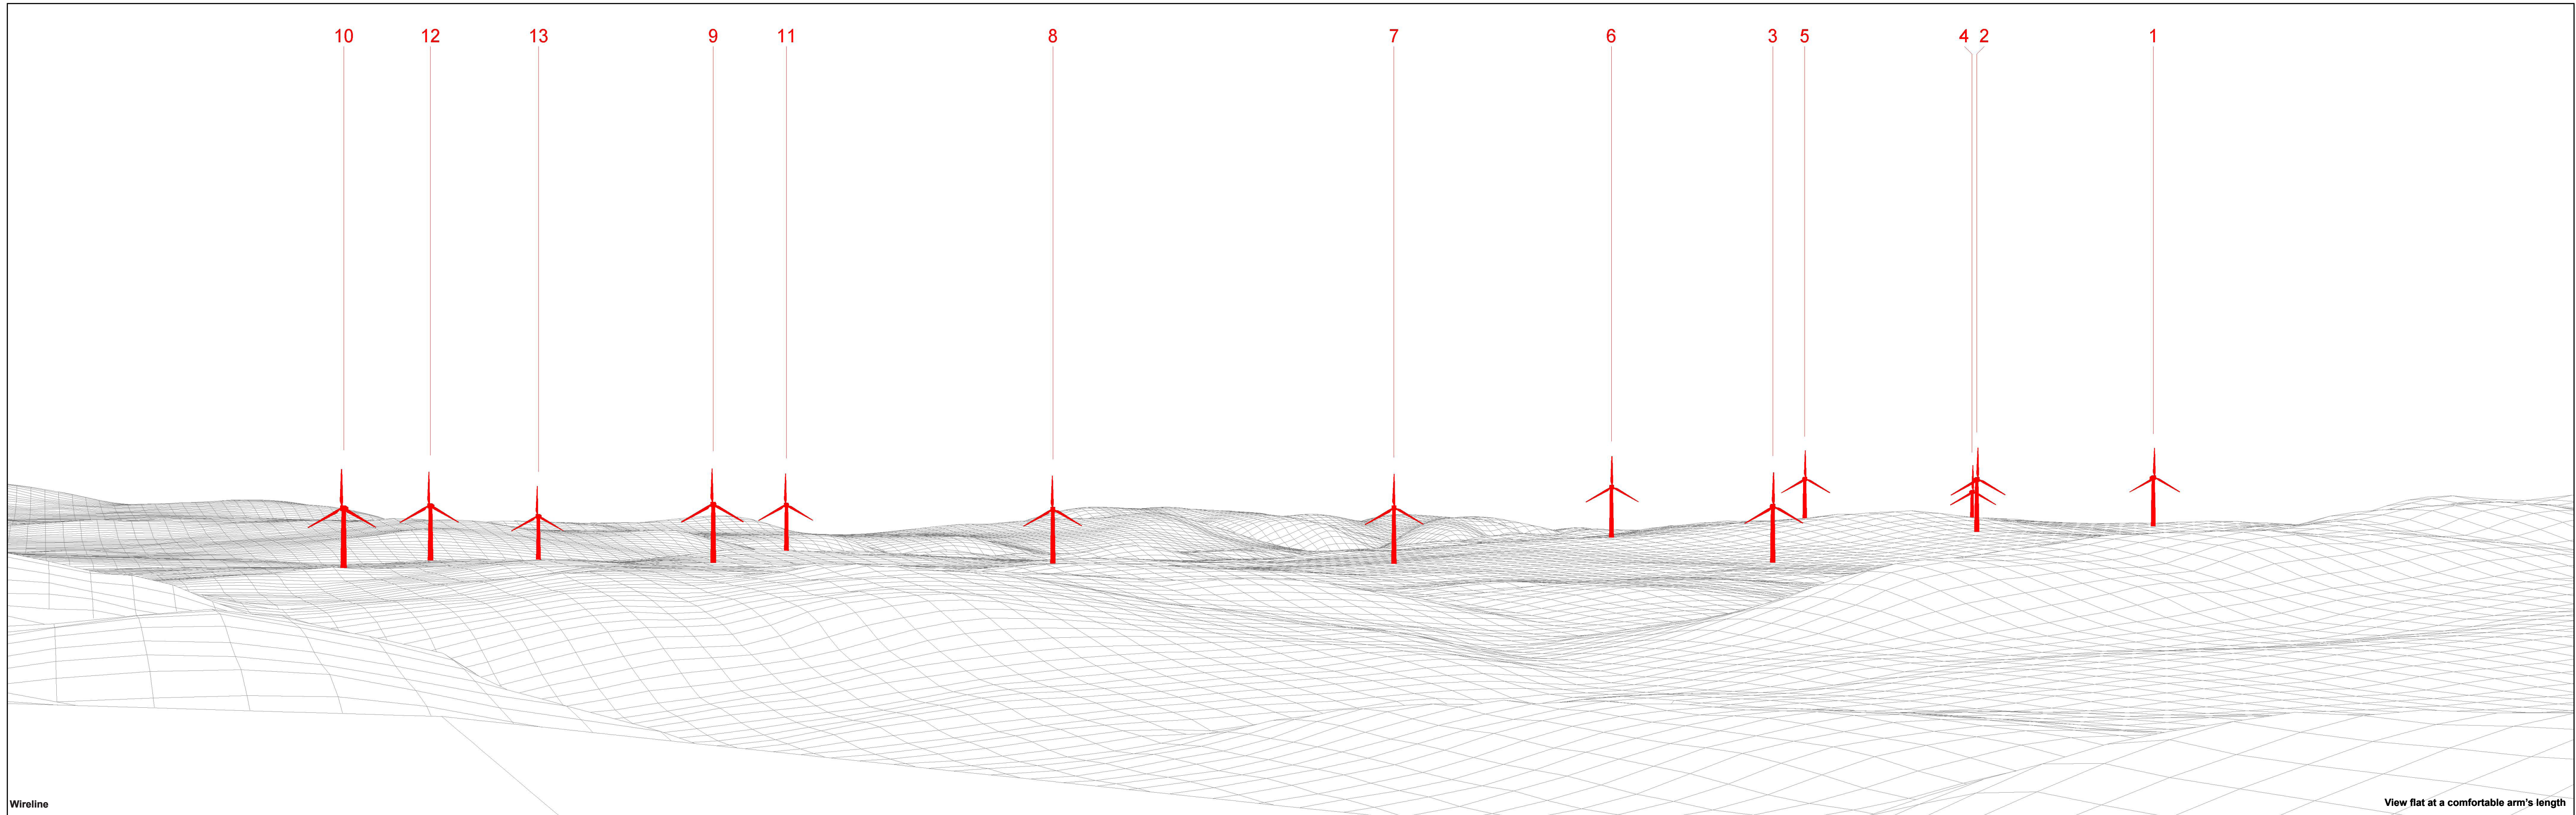 10 12 13 9 11 8 7 6 3 5 4 2 1
Wireline
View flat at a comfortable arm's length